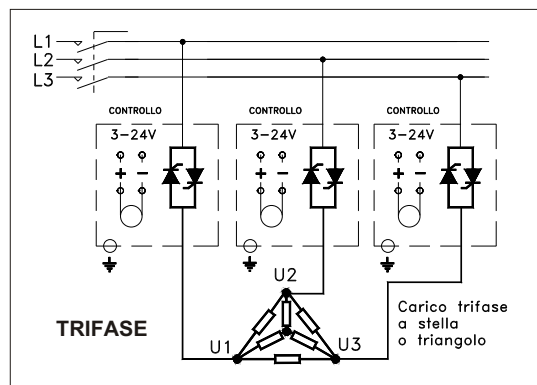 L1
L2
L3
CONTROLLO CONTROLLO CONTROLLO
3-24V 3-24V 3-24V
+ - + - + -
U2
Carico trifase
a stella
o triangolo
TRIFASE
U1 U3